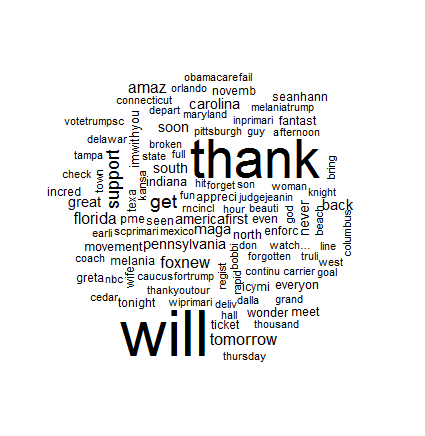 obamacarefail
amaz orlando novemb
connecticut carolina seanhann
melaniatrump
votetrumpsc depart maryland inprimari fantast
soon pittsburgh guy afternoon
delawar broken imwithyou
tampa state full thank bring
check south
incred town support kansa indiana hit forget son woman knight
great texa get fun appreci judgejeanin back
florida pme seen rncincl hour beauti god never beach
americafirst even columbus
earli scprimari mexico maga north enforc
movement pennsylvania bobbi don watch… line
coach melania foxnew forgotten truli west
greta nbc wife caucusfortrump regist rapid continu carrier goal
thankyoutour icymi everyon
cedar tonight wiprimari deliv dalla grand
will hall wonder meet
ticket thousand
tomorrow
thursday